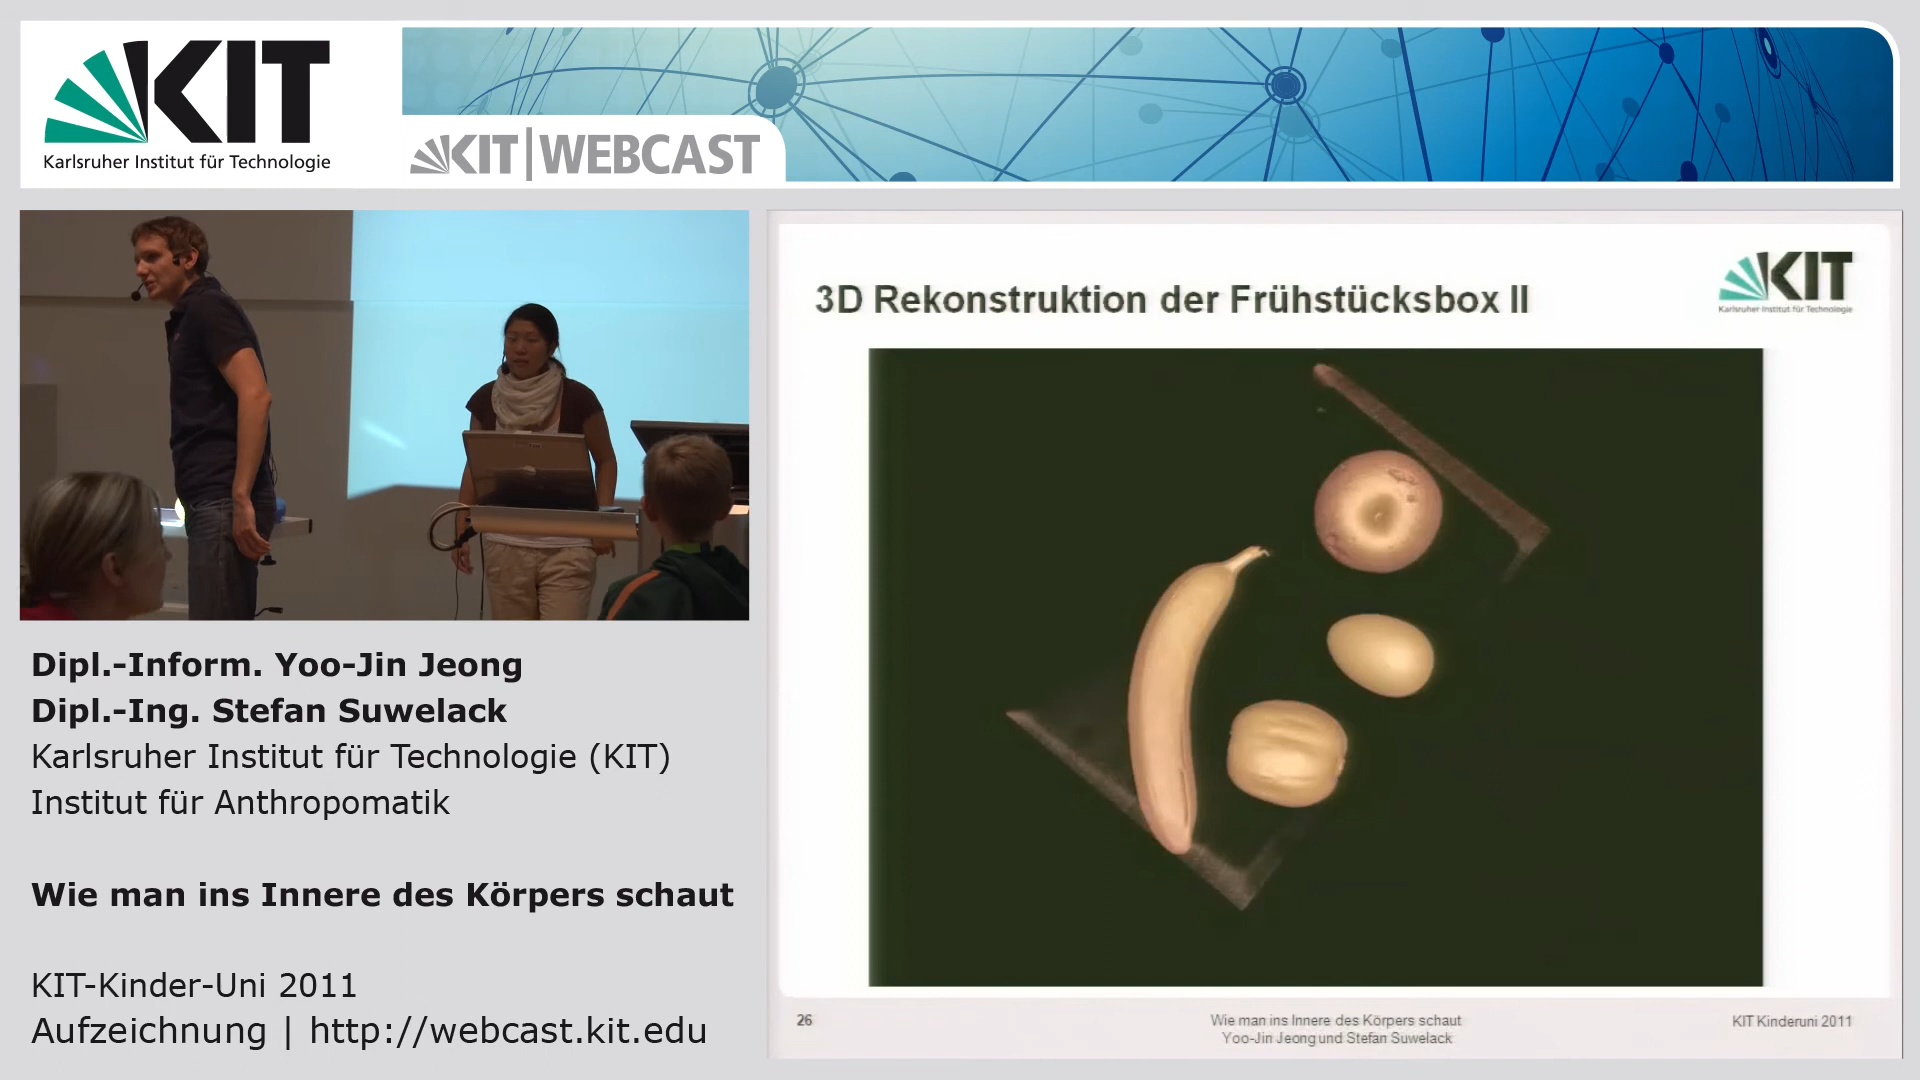 KIT
Karlsruher Institut für Technologie
KIT|WEBCAST
3D Rekonstruktion der Frühstücksbox II
KIT
Karlsruher Institut für Technologie
Dipl.-Inform. Yoo-Jin Jeong
Dipl.-Ing. Stefan Suwelack
Karlsruher Institut für Technologie (KIT)
Institut für Anthropomatik
Wie man ins Innere des Körpers schaut
KIT-Kinder-Uni 2011
Aufzeichnung | http://webcast.kit.edu
26
Wie man ins Innere des Körpers schaut
Yoo-Jin Jeong und Stefan Suwelack
KIT Kinderuni 2011